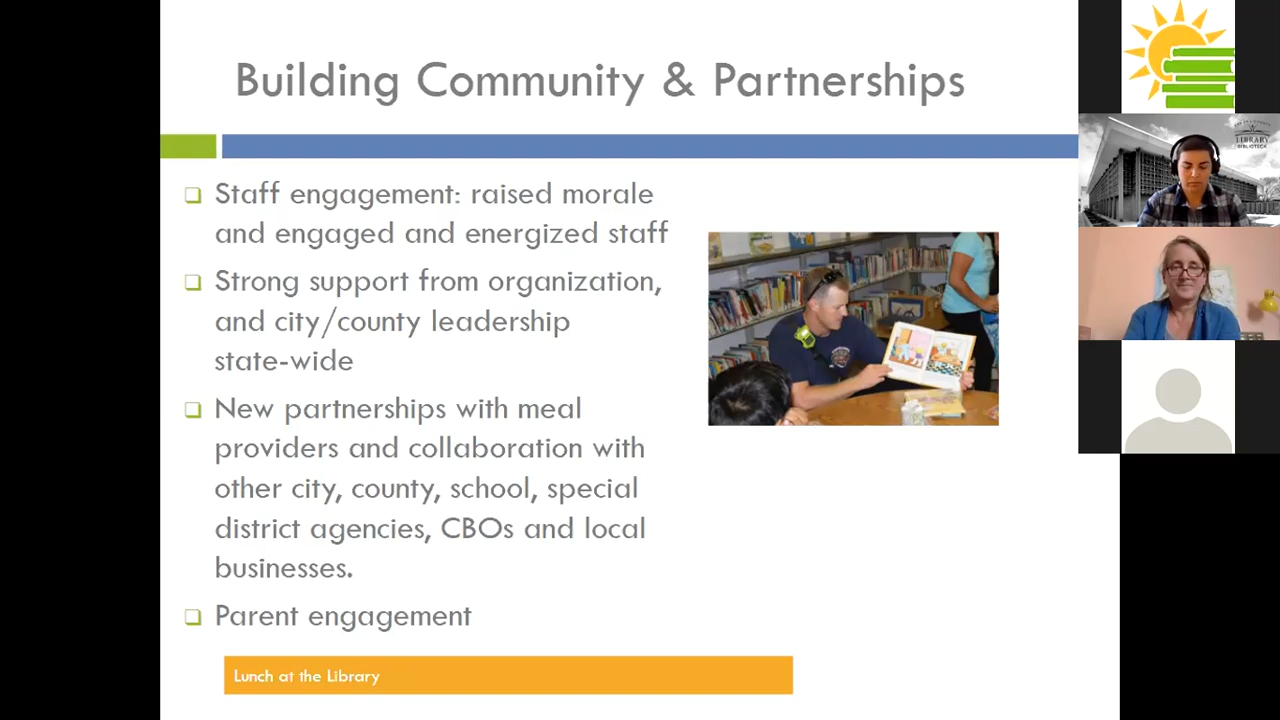 Building Community & Partnerships
Staff engagement: raised morale
and engaged and energized staff
Strong support from organization,
and city/county leadership
state-wide
New partnerships with meal
providers and collaboration with
other city, county, school, special
district agencies, CBOs and local
businesses.
Parent engagement
Lunch at the Library
LIBRARY
BIBLIOTECA